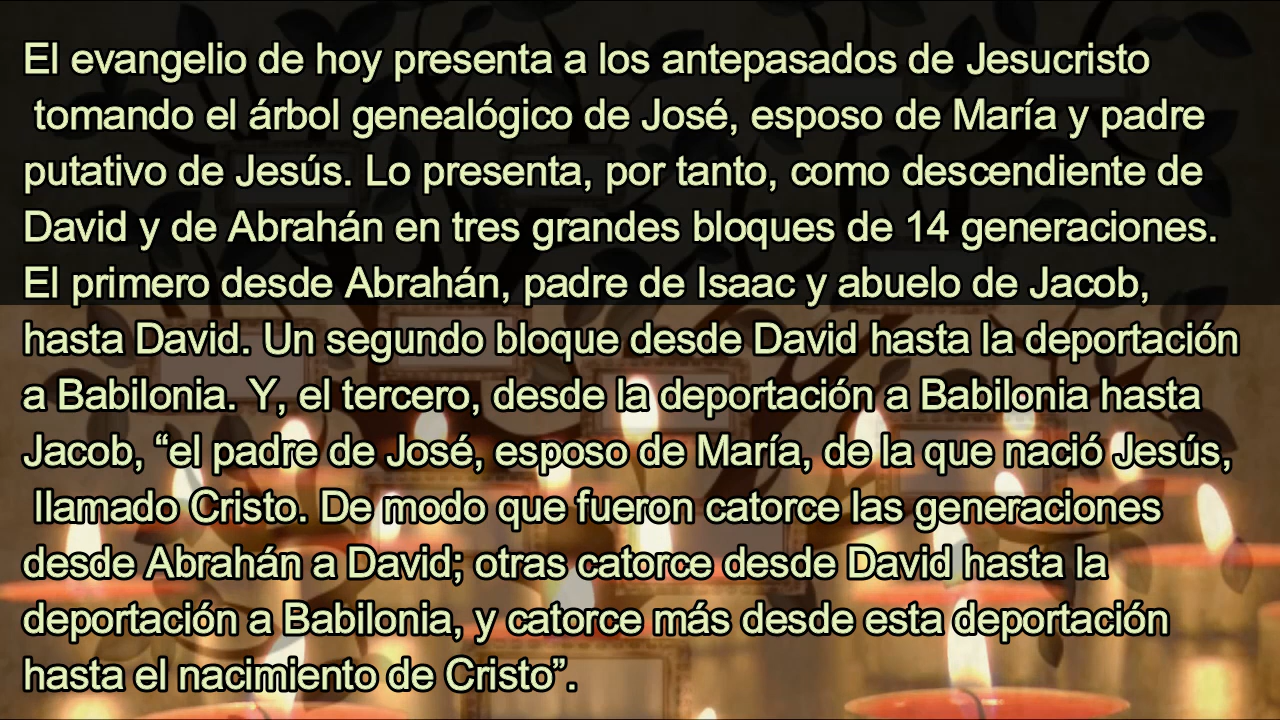 El evangelio de hoy presenta a los antepasados de Jesucristo
tomando el árbol genealógico de José, esposo de María y padre
putativo de Jesús. Lo presenta, por tanto, como descendiente de
David y de Abrahán en tres grandes bloques de 14 generaciones.
El primero desde Abrahán, padre de Isaac y abuelo de Jacob,
hasta David. Un segundo bloque desde David hasta la deportación
a Babilonia. Y, el tercero, desde la deportación a Babilonia hasta
Jacob, “el padre de José, esposo de María, de la que nació Jesús,
llamado Cristo. De modo que fueron catorce las generaciones
desde Abrahán a David; otras catorce desde David hasta la
deportación a Babilonia, y catorce más desde esta deportación
hasta el nacimiento de Cristo”.